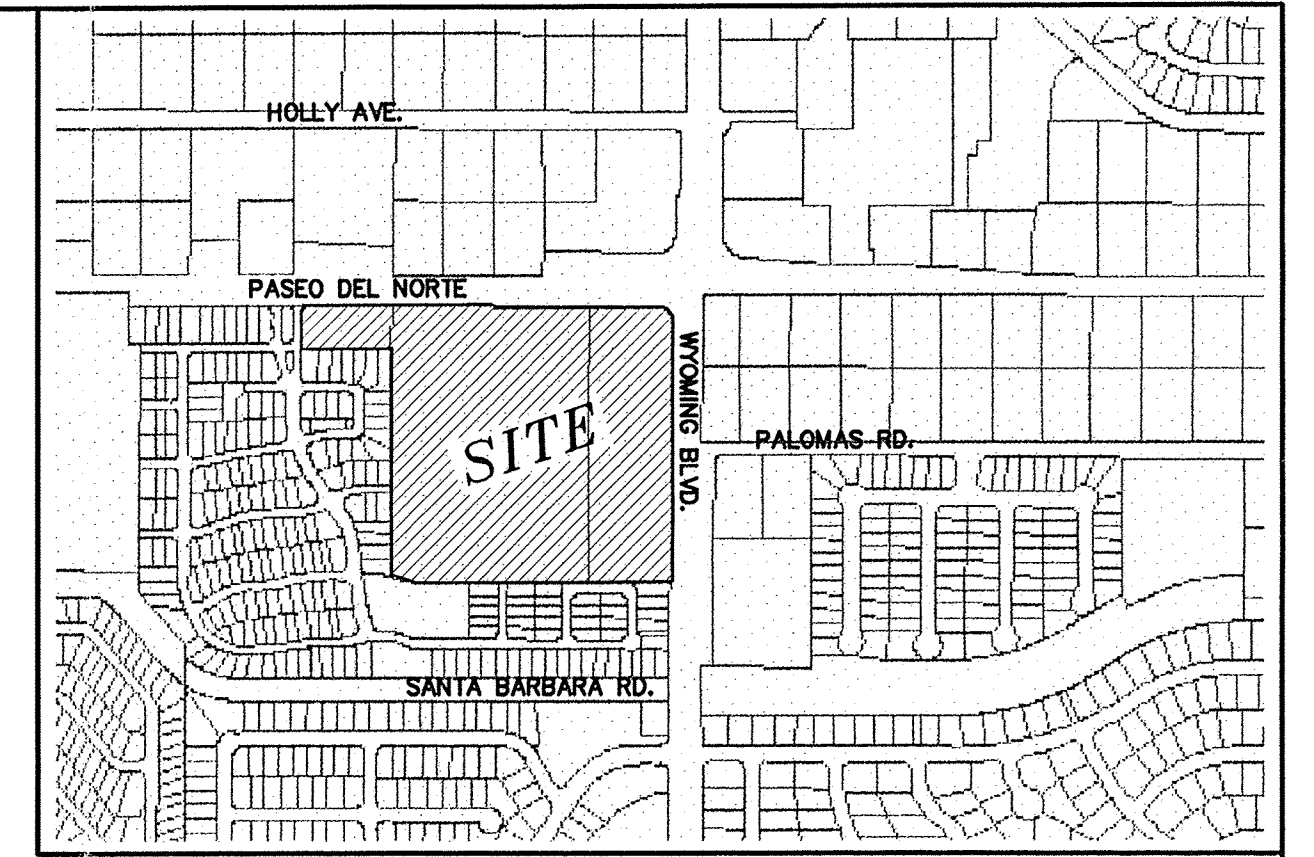 HOLLY AVE.
PASEO DEL NORTE
WYOMING BLVD.
SITE
PALOMAS RD.
SANTA BARBARA RD.